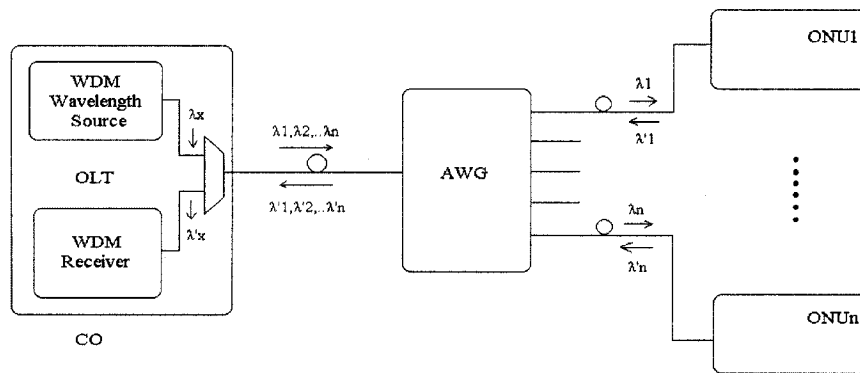 WDM
Wavelength
Source
λx
OLT
λ'x
WDM
Receiver
CO
λ1,λ2,..λn
λ'1,λ'2,..λ'n
AWG
λ1
λ'1
λn
λ'n
ONU1
ONUn